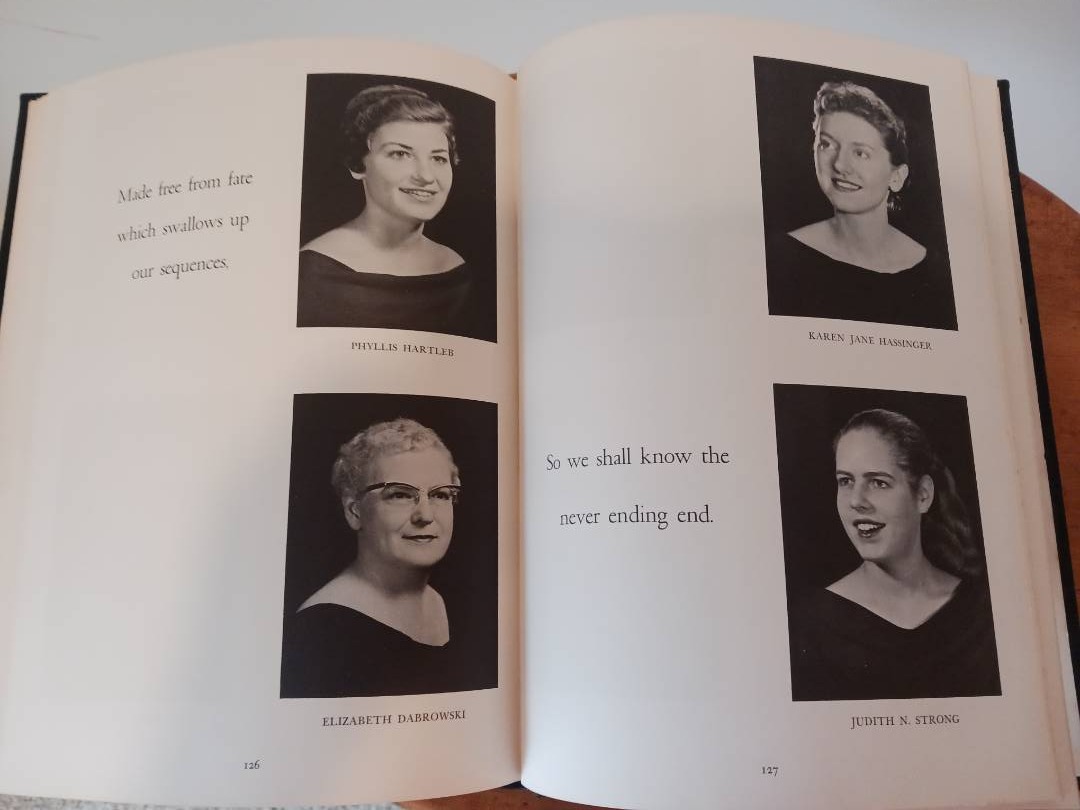 Made free from fate
which swallows up
our sequences,
PHYLLIS HARTLEB
ELIZABETH DABROWSKI
126
KAREN JANE HASSINGER
So we shall know the
never ending end.
JUDITH N. STRONG
127